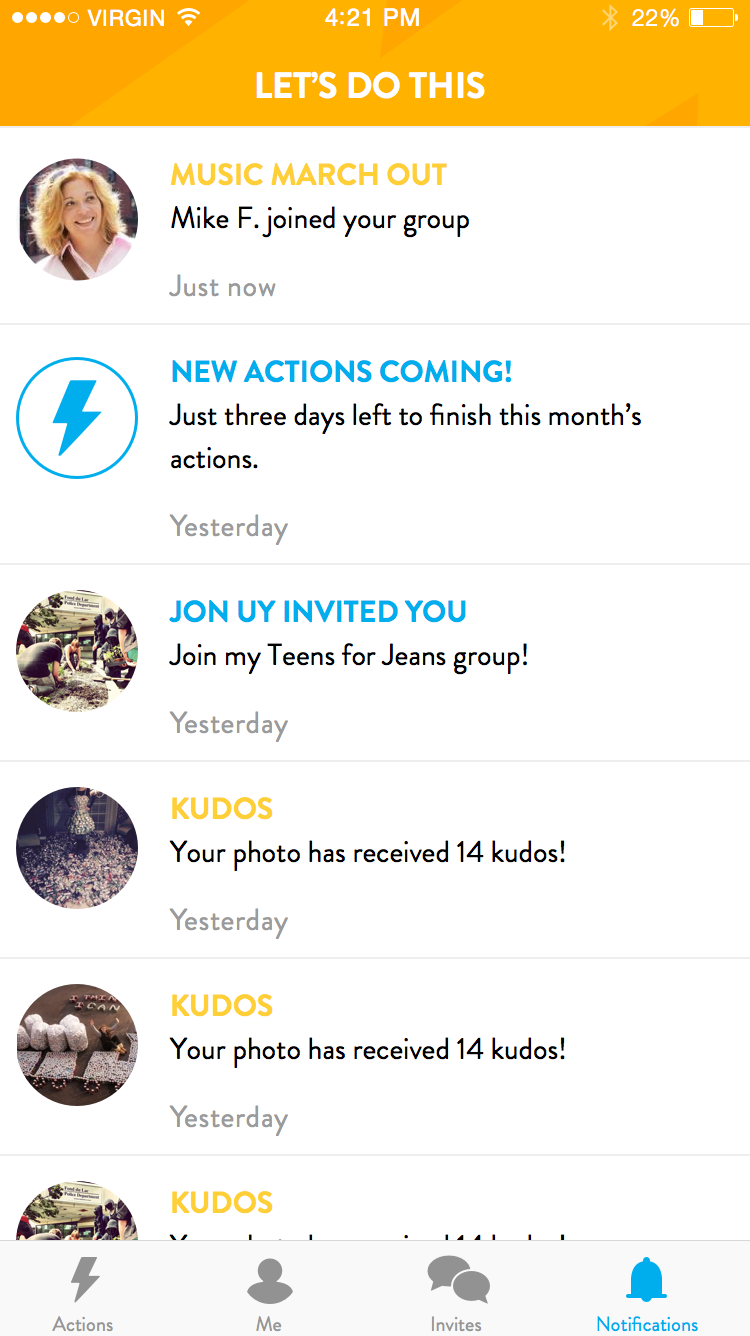 VIRGIN 4:21 PM 22%
LET'S DO THIS
MUSIC MARCH OUT
Mike F. joined your group
Just now
NEW ACTIONS COMING!
Just three days left to finish this month's
actions.
Yesterday
JON UY INVITED YOU
Join my Teens for Jeans group!
Yesterday
KUDOS
Your photo has received 14 kudos!
Yesterday
I THINK
I CAN
KUDOS
Your photo has received 14 kudos!
Yesterday
KUDOS
Actions Me Invites Notifications